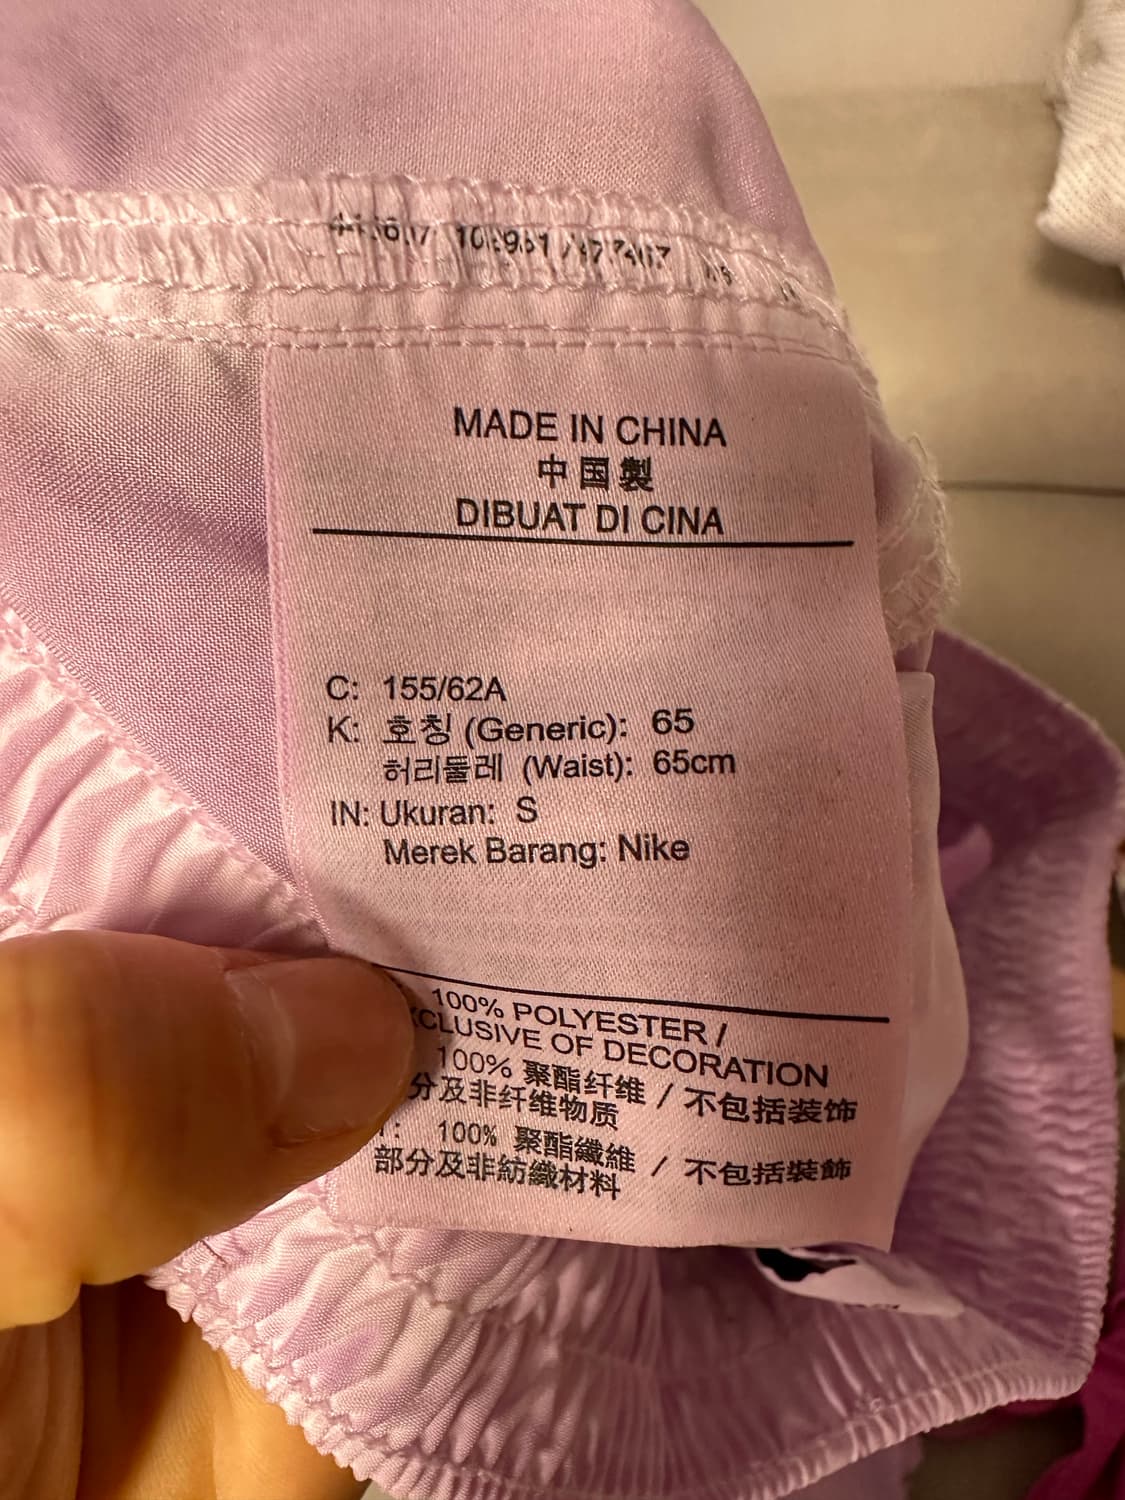 MADE IN CHINA
中国製
DIBUAT DI CINA
C: 155/62A
K: 호칭 (Generic): 65
허리둘레 (Waist): 65cm
IN: Ukuran: S
Merek Barang: Nike
100% POLYESTER /
CLUSIVE OF DECORATION
100% 聚酯纤维 / 不包括装饰
分及非纤维物质
100% 聚酯纖維 / 不包括裝飾
部分及非紡織材料